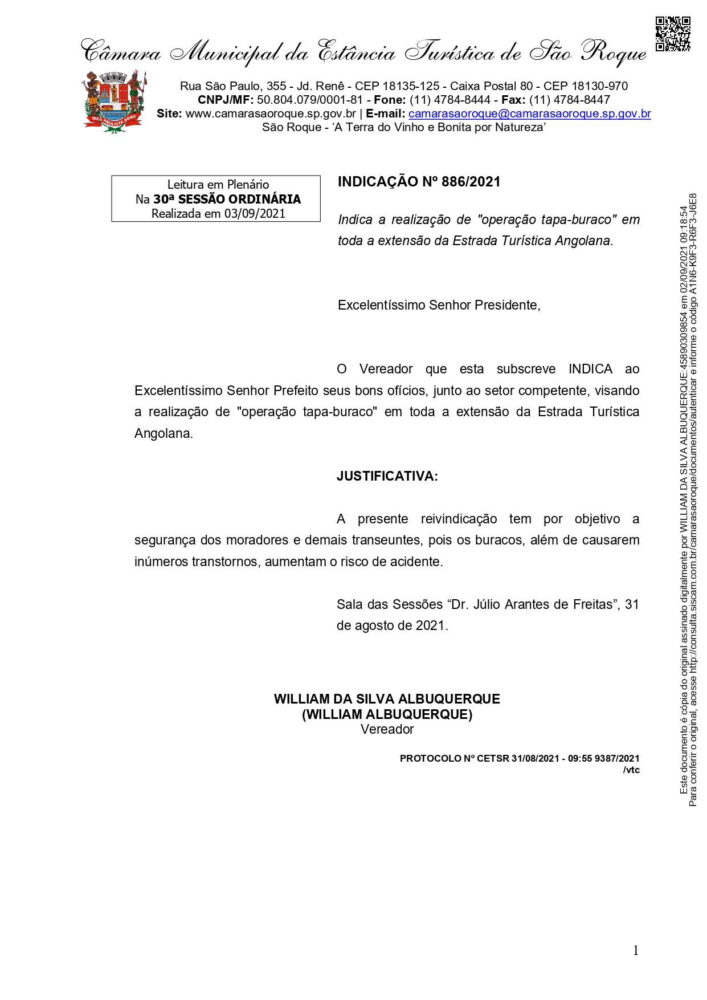 Câmara Municipal da Estância Turística de São Roque
Rua São Paulo, 355 - Jd. Renê - CEP 18135-125 - Caixa Postal 80 - CEP 18130-970
CNPJ/MF: 50.804.079/0001-81 - Fone: (11) 4784-8444 - Fax: (11) 4784-8447
Site: www.camarasaoroque.sp.gov.br | E-mail: camarasaoroque@camarasaoroque.sp.gov.br
São Roque - ‘A Terra do Vinho e Bonita por Natureza’
MEA PAULISTA GENS
Leitura em Plenário
Na 30ª SESSÃO ORDINÁRIA
Realizada em 03/09/2021
INDICAÇÃO Nº 886/2021
Indica a realização de "operação tapa-buraco" em
toda a extensão da Estrada Turística Angolana.
Excelentíssimo Senhor Presidente,
O Vereador que esta subscreve INDICA ao
Excelentíssimo Senhor Prefeito seus bons ofícios, junto ao setor competente, visando
a realização de "operação tapa-buraco" em toda a extensão da Estrada Turística
Angolana.
JUSTIFICATIVA:
A presente reivindicação tem por objetivo a
segurança dos moradores e demais transeuntes, pois os buracos, além de causarem
inúmeros transtornos, aumentam o risco de acidente.
Sala das Sessões “Dr. Júlio Arantes de Freitas”, 31
de agosto de 2021.
WILLIAM DA SILVA ALBUQUERQUE
(WILLIAM ALBUQUERQUE)
Vereador
PROTOCOLO Nº CETSR 31/08/2021 - 09:55 9387/2021
/vtc
1
Este documento é cópia do original assinado digitalmente por WILLIAM DA SILVA ALBUQUERQUE:45890309854 em 02/09/2021 09:18:54
Para conferir o original, acesse http://consulta.siscam.com.br/camarasaoroque/documentos/autenticar e informe o código A1N6-K9F3-R6F3-J6E8